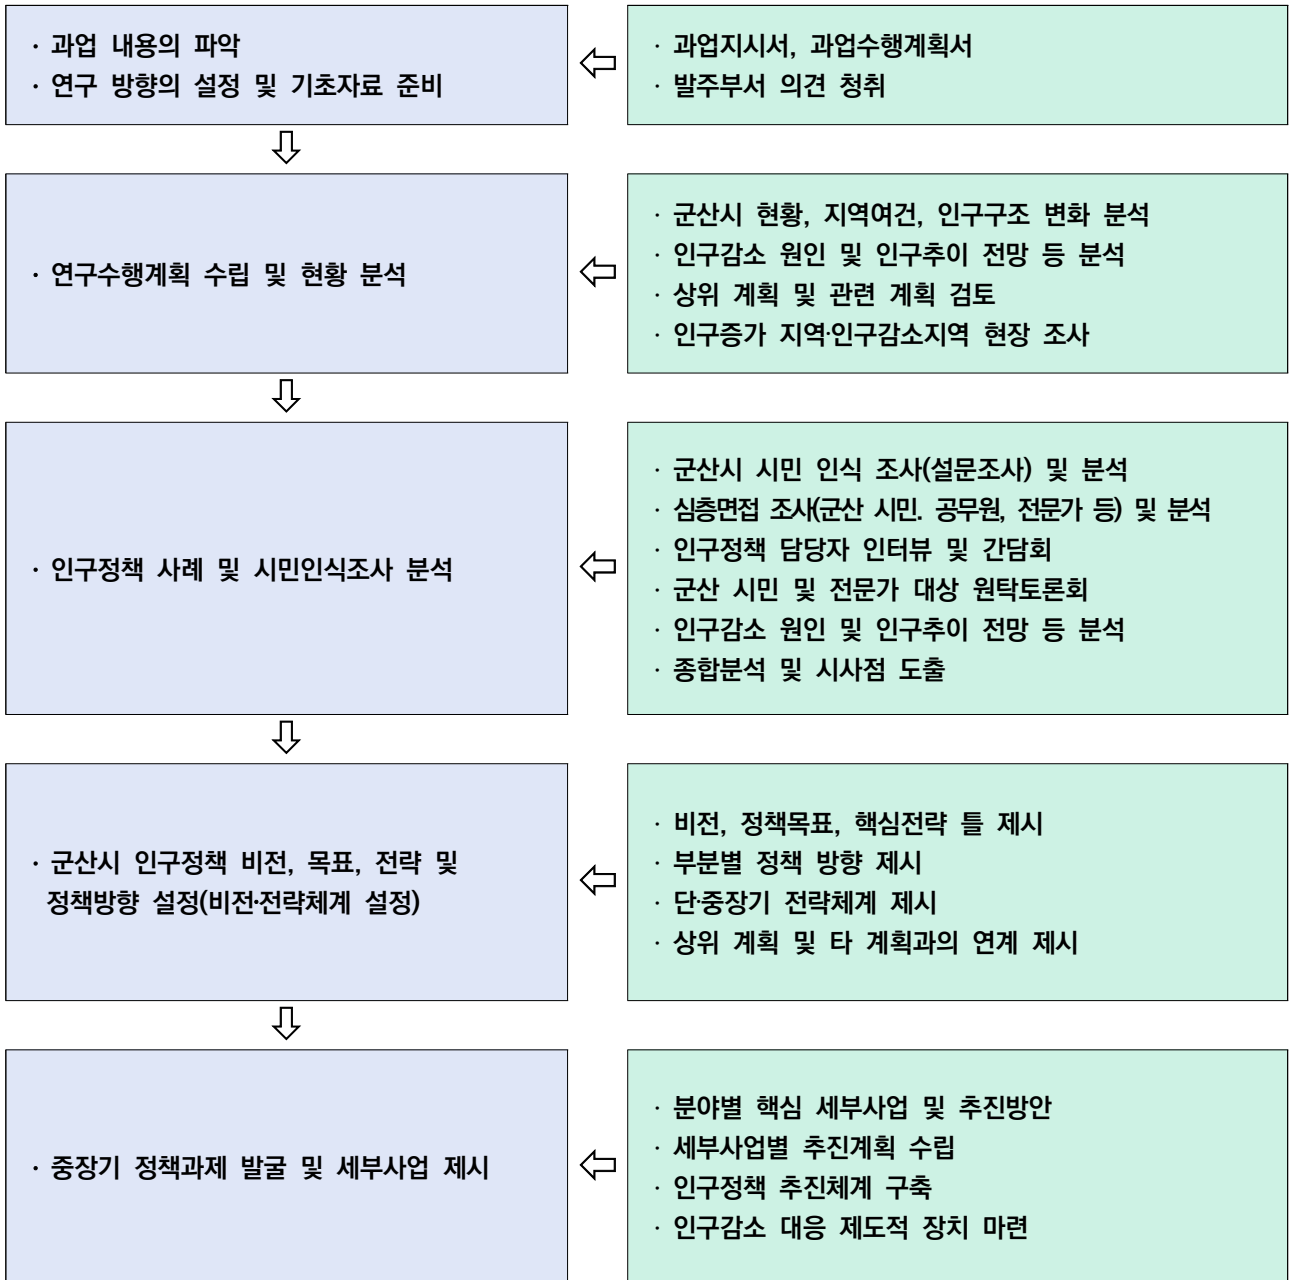 · 과업 내용의 파악
· 연구 방향의 설정 및 기초자료 준비
· 과업지시서, 과업수행계획서
· 발주부서 의견 청취
· 연구수행계획 수립 및 현황 분석
· 군산시 현황, 지역여건, 인구구조 변화 분석
· 인구감소 원인 및 인구추이 전망 등 분석
· 상위 계획 및 관련 계획 검토
· 인구증가 지역·인구감소지역 현장 조사
· 인구정책 사례 및 시민인식조사 분석
· 군산시 시민 인식 조사(설문조사) 및 분석
· 심층면접 조사(군산 시민. 공무원, 전문가 등) 및 분석
· 인구정책 담당자 인터뷰 및 간담회
· 군산 시민 및 전문가 대상 원탁토론회
· 인구감소 원인 및 인구추이 전망 등 분석
· 종합분석 및 시사점 도출
· 군산시 인구정책 비전, 목표, 전략 및
정책방향 설정(비전·전략체계 설정)
· 비전, 정책목표, 핵심전략 틀 제시
· 부분별 정책 방향 제시
· 단·중장기 전략체계 제시
· 상위 계획 및 타 계획과의 연계 제시
· 중장기 정책과제 발굴 및 세부사업 제시
· 분야별 핵심 세부사업 및 추진방안
· 세부사업별 추진계획 수립
· 인구정책 추진체계 구축
· 인구감소 대응 제도적 장치 마련